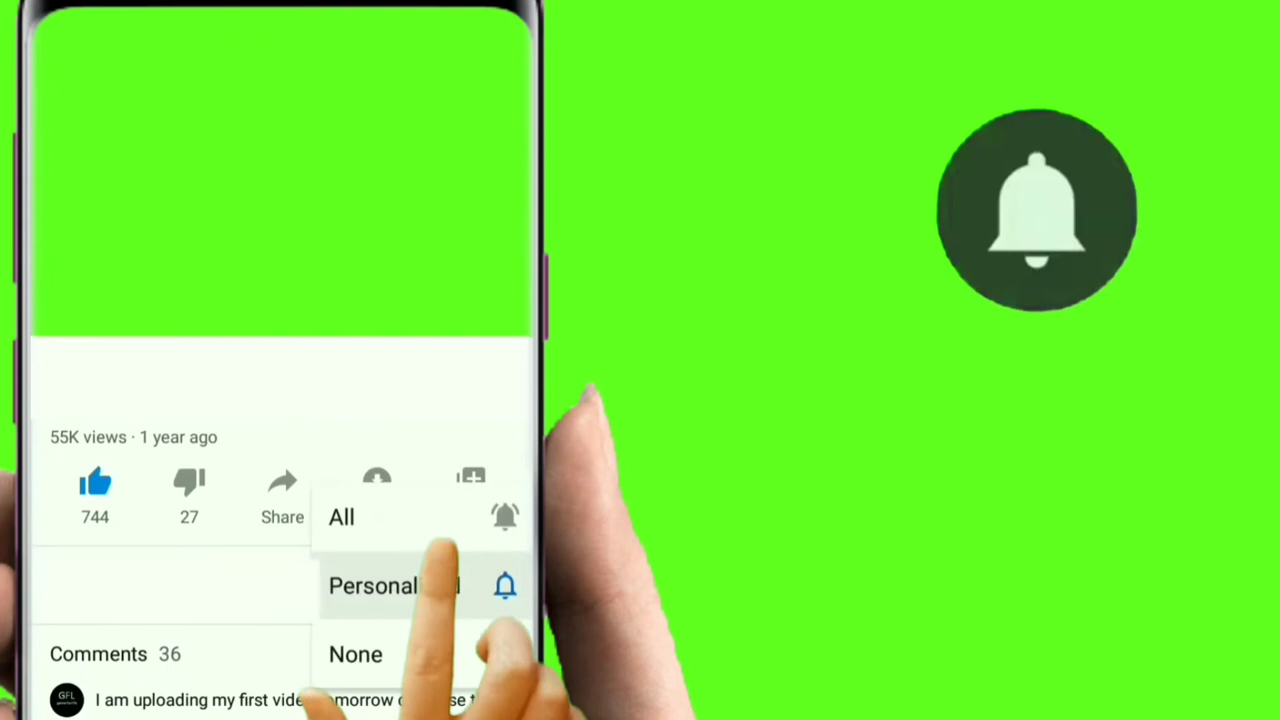 55K views · 1 year ago
744
27
Share
All
Personal
None
Comments 36
GFL
I am uploading my first vide